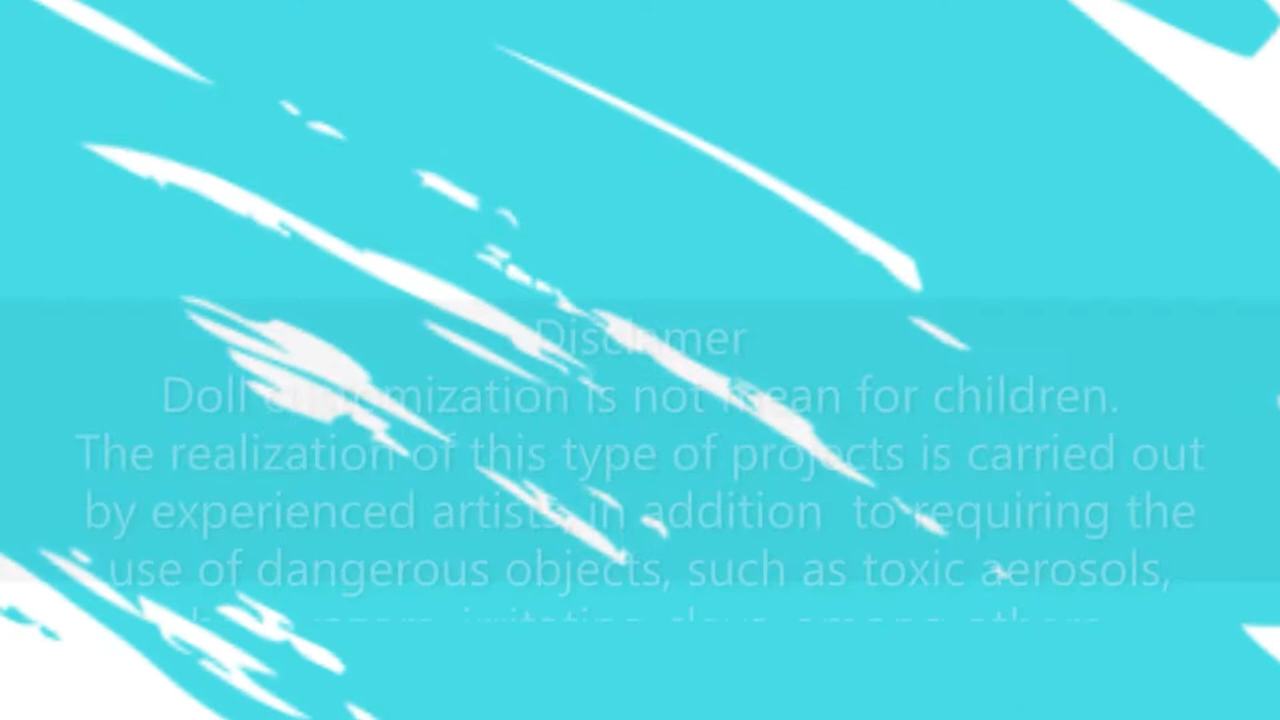 Disclamer
Doll customization is not mean for children.
The realization of this type of projects is carried out
by experienced artists, in addition to requiring the
use of dangerous objects, such as toxic aerosols,